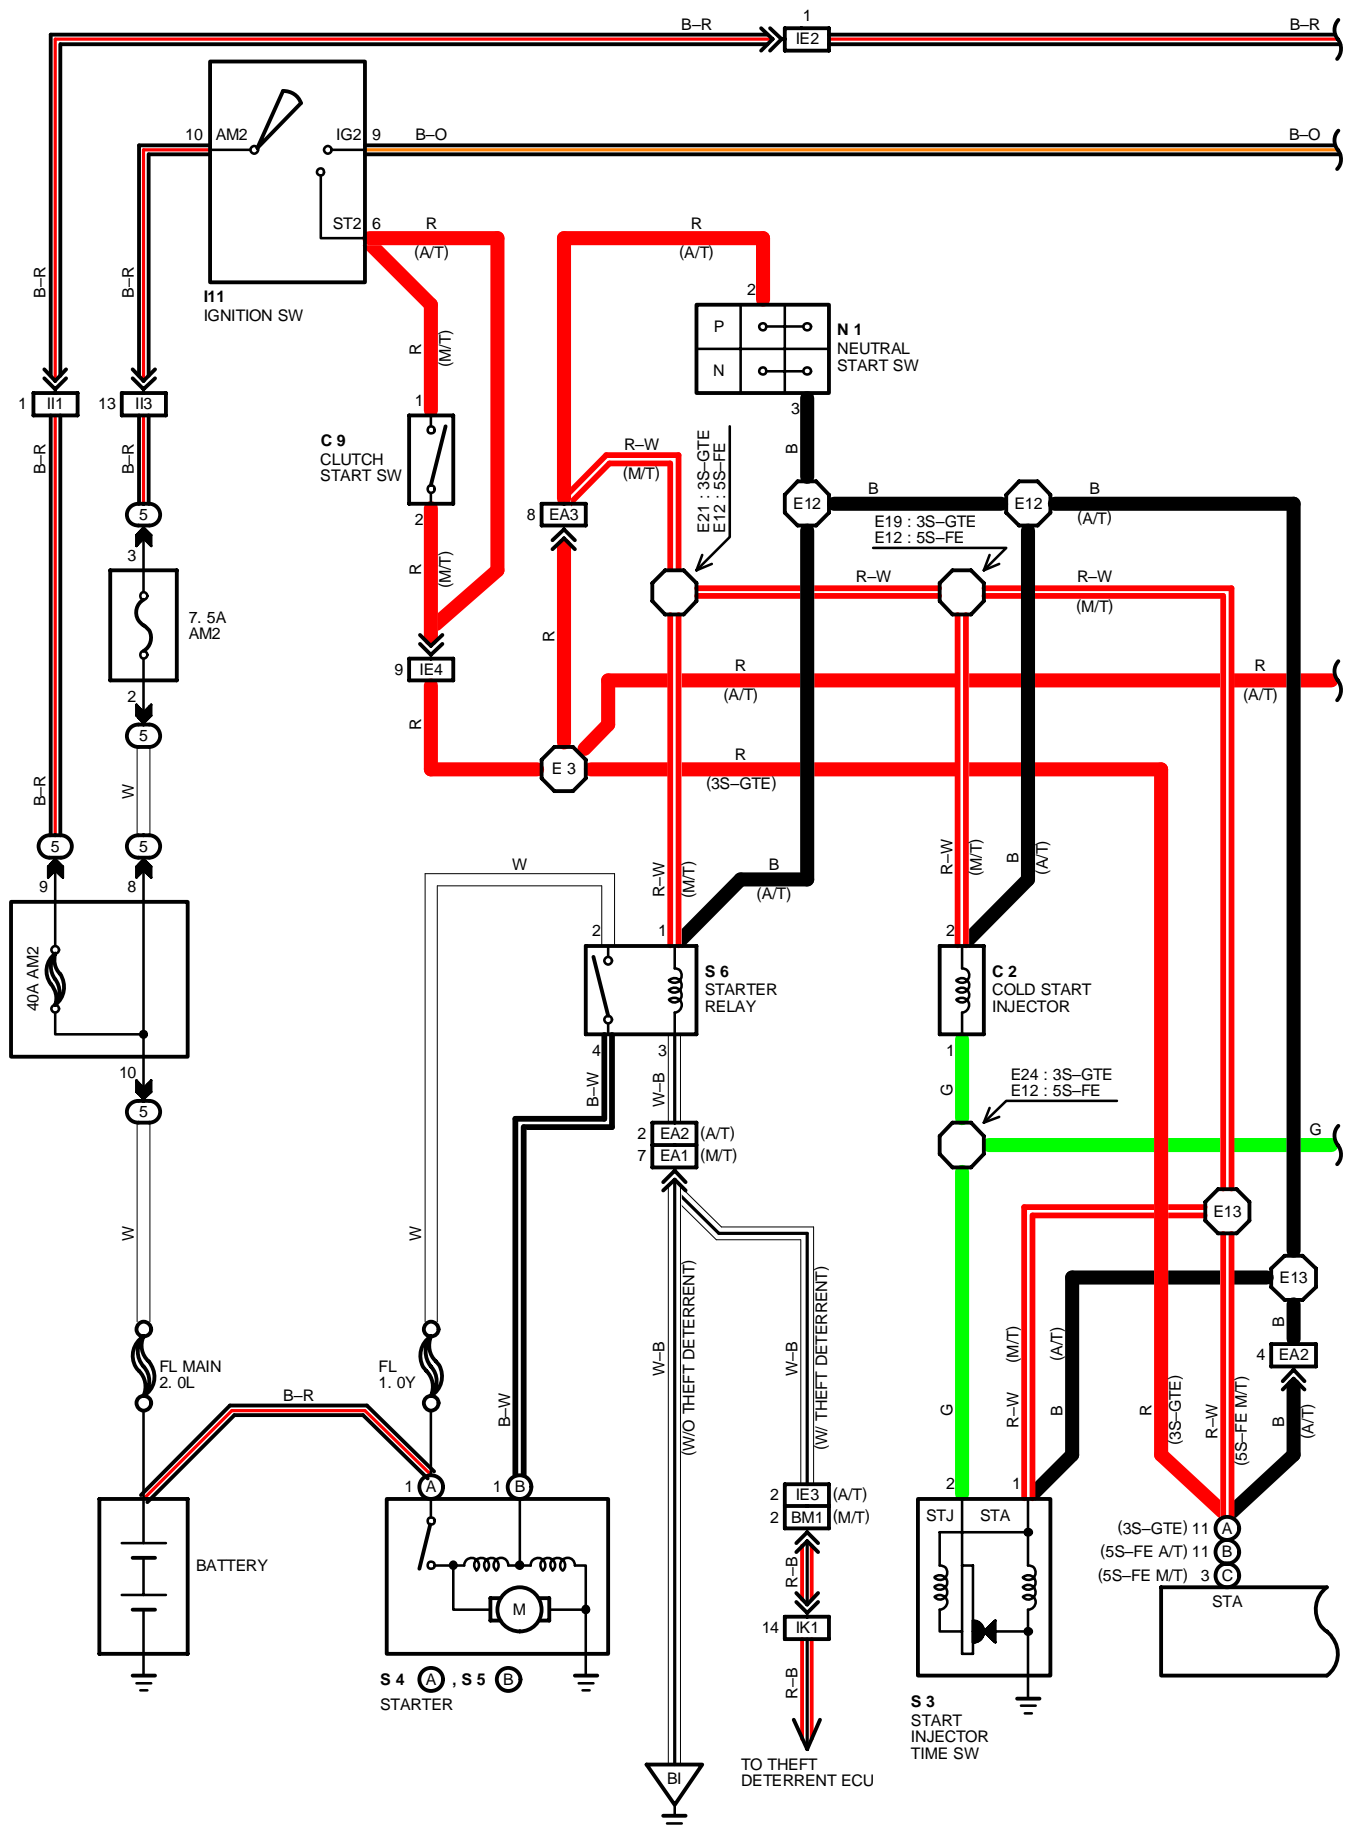 1
B–R
IE2
B–R
10
AM2
IG2
9
B–O
B–O
ST2
6
R
(A/T)
R
(A/T)
B–R
B–R
I11
IGNITION SW
2
P
N
N 1
NEUTRAL
START SW
R
(M/T)
1
II1
13
II3
1
3
B–R
B–R
C 9
CLUTCH
START SW
R–W
(M/T)
E21 : 3S–GTE
E12 : 5S–FE
B
5
2
8
EA3
E12
B
E12
B
(A/T)
E19 : 3S–GTE
E12 : 5S–FE
3
R
(M/T)
R–W
R–W
(M/T)
7. 5A
AM2
R
9
IE4
R
(A/T)
R
(A/T)
2
5
R
E 3
R
(3S–GTE)
B–R
W
5
5
9
8
W
R–W
(M/T)
B
(A/T)
R–W
(M/T)
B
(A/T)
2
1
2
40A AM2
S 6
STARTER
RELAY
C 2
COLD START
INJECTOR
4
3
1
10
5
B–W
W–B
G
E24 : 3S–GTE
E12 : 5S–FE
2
EA2
(A/T)
7
EA1
(M/T)
G
E13
W
W
E13
(W/O THEFT DETERRENT)
(W/ THEFT DETERRENT)
W–B
W–B
(M/T)
(A/T)
B
4
EA2
FL MAIN
2. 0L
FL
1. 0Y
B–R
B–W
G
R–W
B
R
(3S–GTE)
R–W
(5S–FE M/T)
B
(A/T)
1
A
1
B
2
IE3
(A/T)
2
BM1
(M/T)
2
1
STJ
STA
(3S–GTE) 11
A
(5S–FE A/T) 11
B
(5S–FE M/T) 3
C
STA
BATTERY
M
R–B
14
IK1
S 4
A
, S 5
B
STARTER
R–B
S 3
START
INJECTOR
TIME SW
TO THEFT
DETERRENT ECU
BI